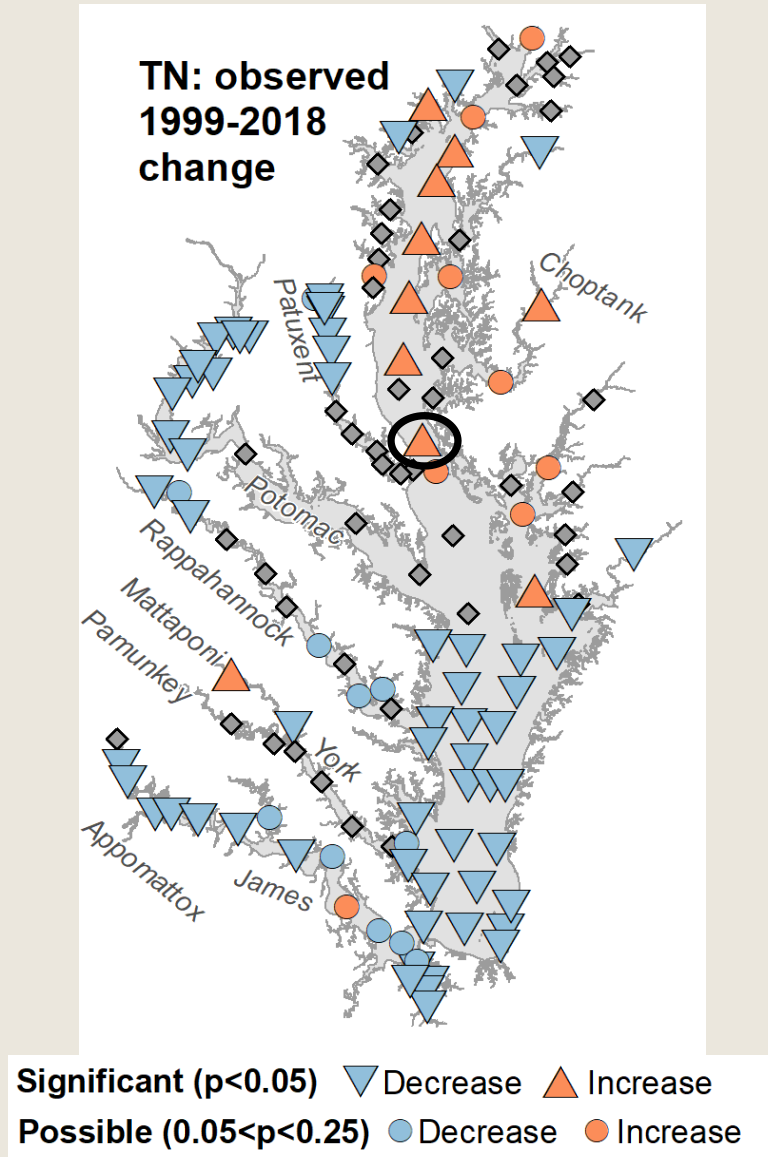 TN: observed
1999-2018
change
Choptank
Patuxent
Potomac
Rappahannock
Mattaponi
Pamunkey
York
Appomattox
James
Significant (p<0.05) Decrease Increase
Possible (0.05<p<0.25) Decrease Increase